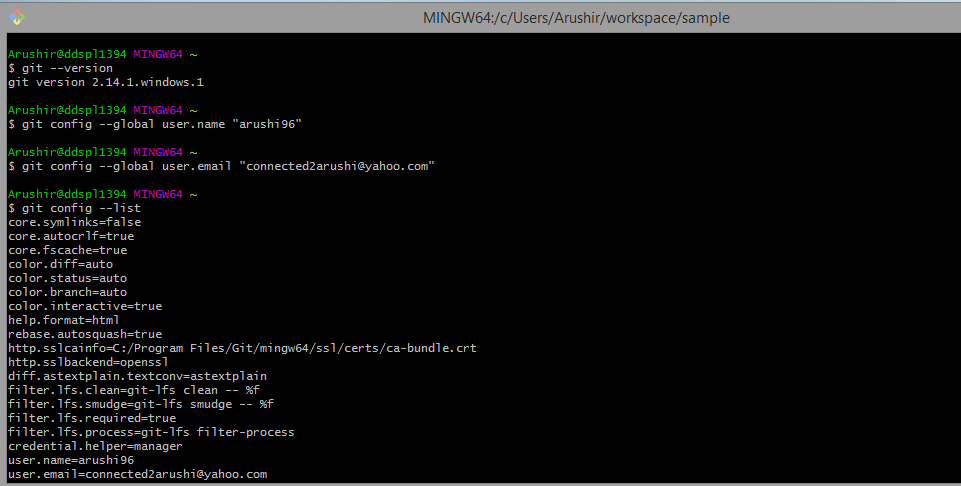 MINGW64:/c/Users/Arushir/workspace/sample
Arushir@ddspl1394 MINGW64 ~
$ git --version
git version 2.14.1.windows.1
Arushir@ddspl1394 MINGW64 ~
$ git config --global user.name "arushi96"
Arushir@ddspl1394 MINGW64 ~
$ git config --global user.email "connected2arushi@yahoo.com"
Arushir@ddspl1394 MINGW64 ~
$ git config --list
core.symlinks=false
core.autocrlf=true
core.fscache=true
color.diff=auto
color.status=auto
color.branch=auto
color.interactive=true
help.format=html
rebase.autosquash=true
http.sslcainfo=C:/Program Files/Git/mingw64/ssl/certs/ca-bundle.crt
http.sslbackend=openssl
diff.astextplain.textconv=astextplain
filter.lfs.clean=git-lfs clean -- %f
filter.lfs.smudge=git-lfs smudge -- %f
filter.lfs.required=true
filter.lfs.process=git-lfs filter-process
credential.helper=manager
user.name=arushi96
user.email=connected2arushi@yahoo.com